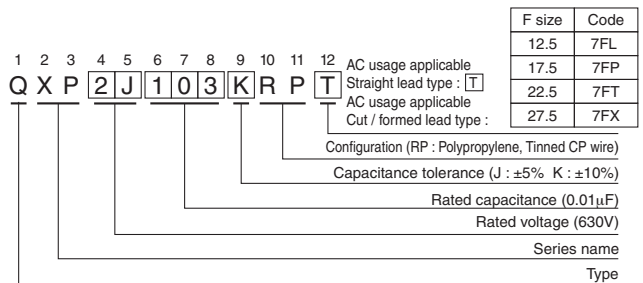 F size Code
12.5 7FL
17.5 7FP
22.5 7FT
27.5 7FX
1 2 3 4 5 6 7 8 9 10 11 12
Q X P 2 J 1 0 3 K R P T
AC usage applicable
Straight lead type : T
AC usage applicable
Cut / formed lead type :
Configuration (RP : Polypropylene, Tinned CP wire)
Capacitance tolerance (J : ±5% K : ±10%)
Rated capacitance (0.01μF)
Rated voltage (630V)
Series name
Type